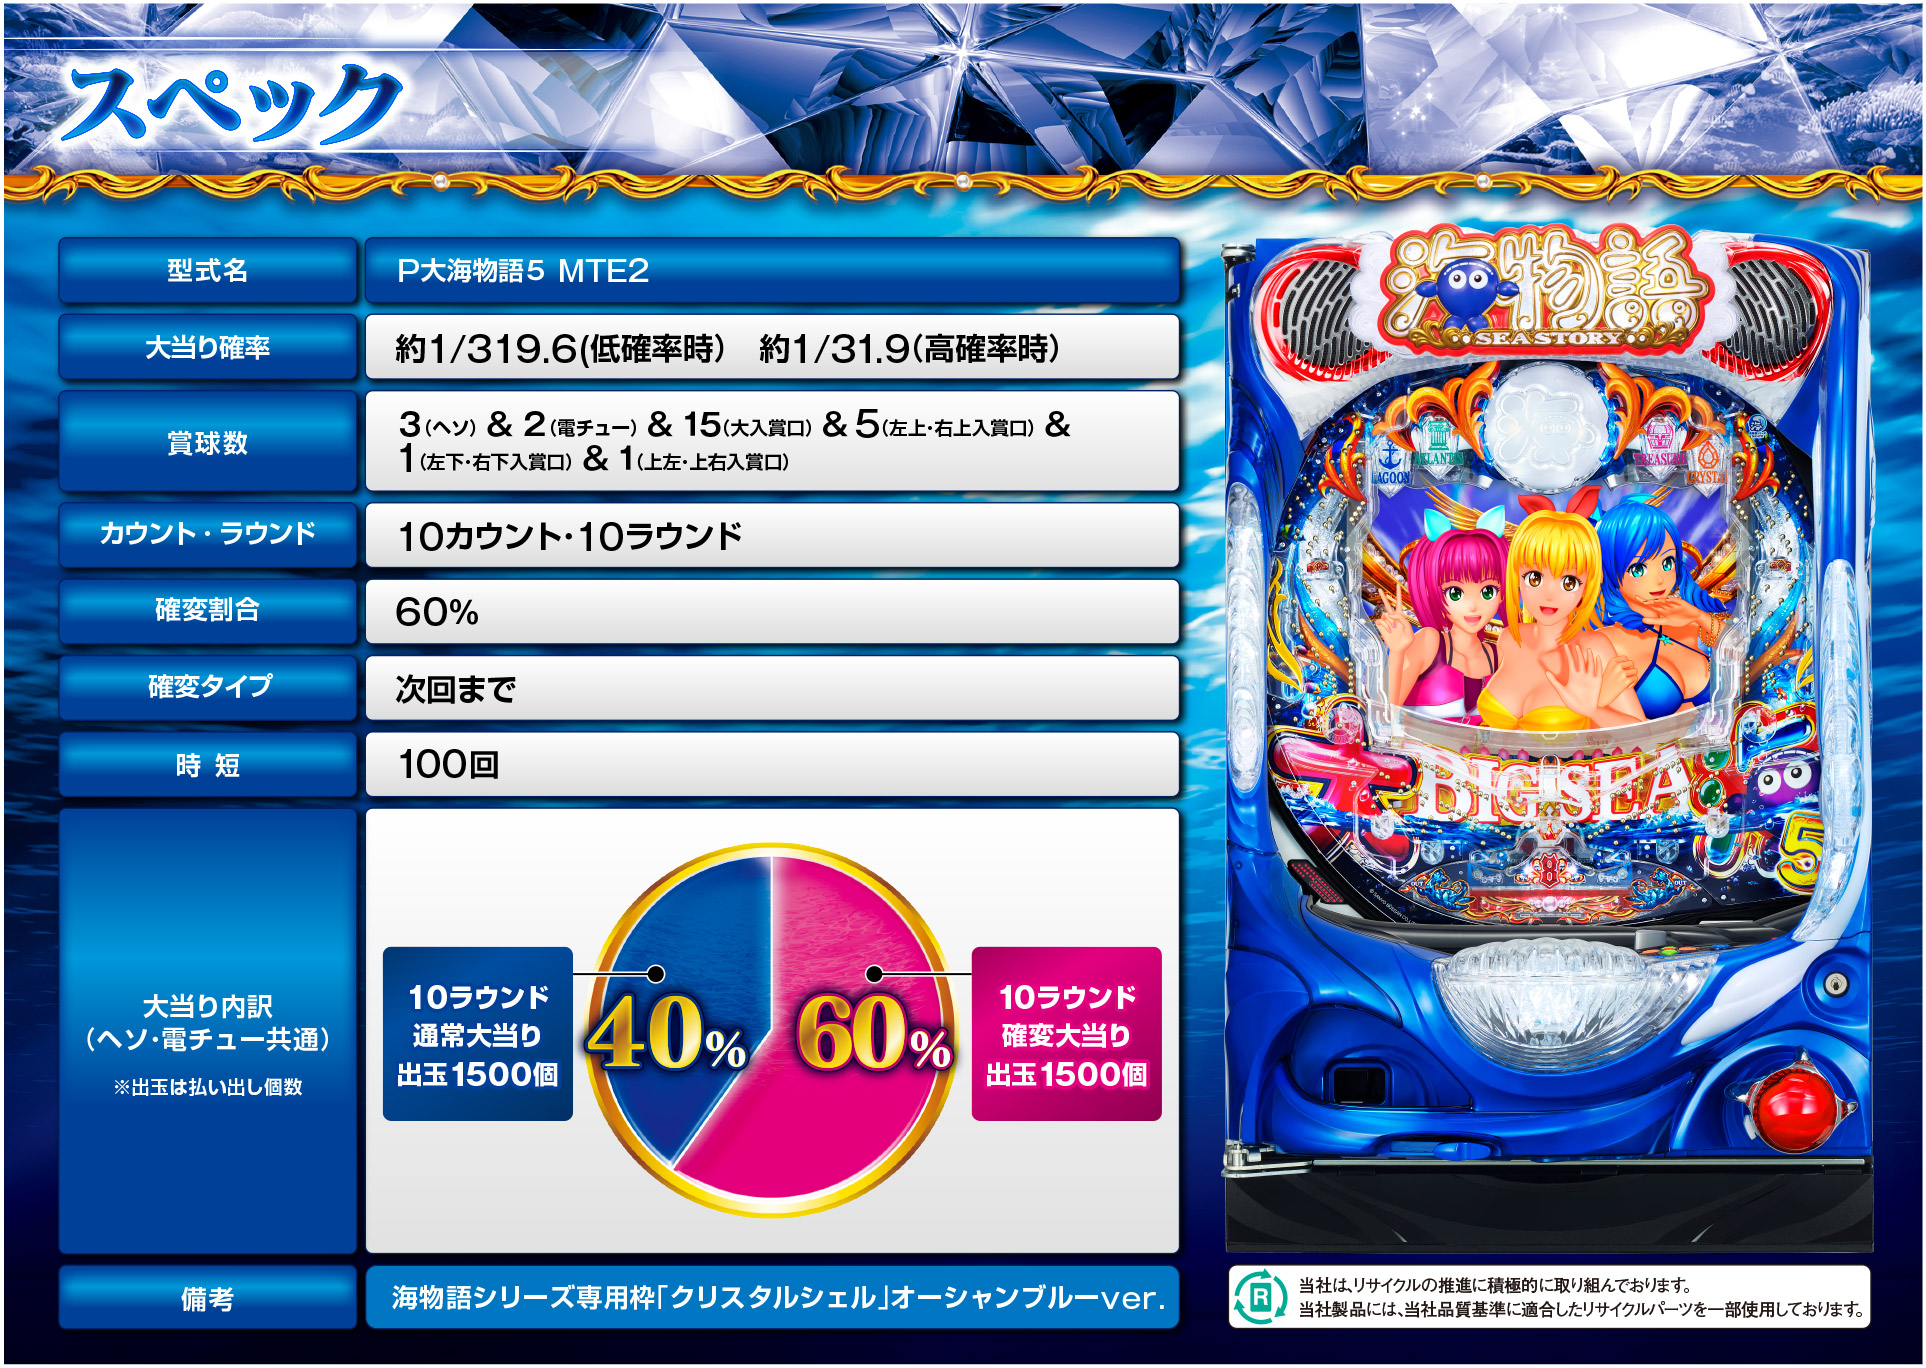 スペック
型式名
P大海物語5 MTE2
大当り確率
約1/319.6(低確率時) 約1/31.9(高確率時)
賞球数
3(ヘソ) & 2(電チュー) & 15(大入賞口) & 5(左上・右上入賞口) &
1(左下・右下入賞口) & 1(上左・上右入賞口)
カウント・ラウンド
10カウント・10ラウンド
確変割合
60%
確変タイプ
次回まで
時短
100回
大当り内訳
(ヘソ・電チュー共通)
※出玉は払い出し個数
10ラウンド
通常大当り
出玉1500個
40%
60%
10ラウンド
確変大当り
出玉1500個
備考
海物語シリーズ専用枠「クリスタルシェル」オーシャンブルーver.
海物語
SEA STORY
LAGOON
ATLANTIS
TREASURE
CRYSTAL
大
BIG SEA
5
OUT
OUT
R
当社は、リサイクルの推進に積極的に取り組んでおります。
当社製品には、当社品質基準に適合したリサイクルパーツを一部使用しております。